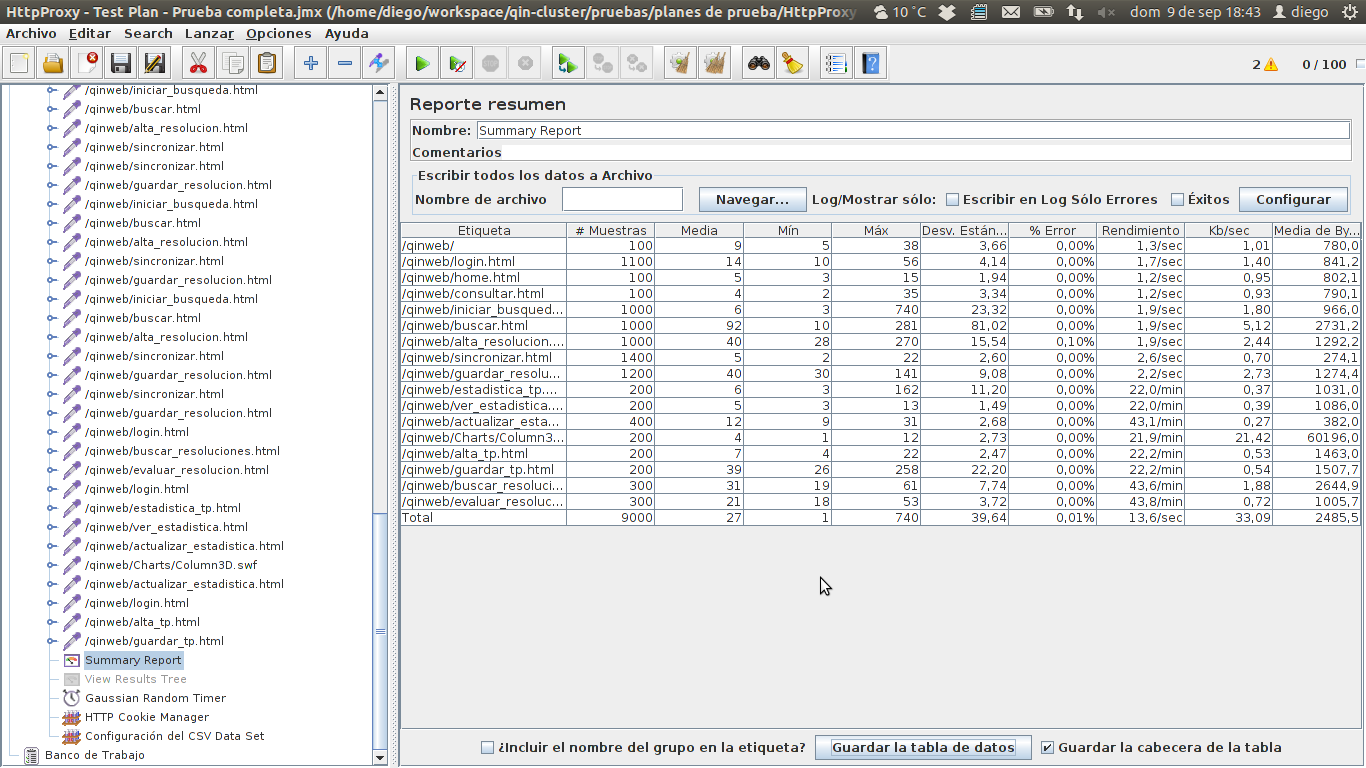 HttpProxy - Test Plan - Prueba completa.jmx (/home/diego/workspace/qin-cluster/pruebas/planes de prueba/HttpProxy 10 °C dom 9 de sep 18:43 diego
Archivo Editar Search Lanzar Opciones Ayuda
2 0 / 100
/qinweb/iniciar_busqueda.html
/qinweb/buscar.html
/qinweb/alta_resolucion.html
/qinweb/sincronizar.html
/qinweb/sincronizar.html
/qinweb/guardar_resolucion.html
/qinweb/iniciar_busqueda.html
/qinweb/buscar.html
/qinweb/alta_resolucion.html
/qinweb/sincronizar.html
/qinweb/guardar_resolucion.html
/qinweb/iniciar_busqueda.html
/qinweb/buscar.html
/qinweb/alta_resolucion.html
/qinweb/sincronizar.html
/qinweb/guardar_resolucion.html
/qinweb/sincronizar.html
/qinweb/guardar_resolucion.html
/qinweb/login.html
/qinweb/buscar_resoluciones.html
/qinweb/evaluar_resolucion.html
/qinweb/login.html
/qinweb/estadistica_tp.html
/qinweb/ver_estadistica.html
/qinweb/actualizar_estadistica.html
/qinweb/Charts/Column3D.swf
/qinweb/actualizar_estadistica.html
/qinweb/login.html
/qinweb/alta_tp.html
/qinweb/guardar_tp.html
Summary Report
View Results Tree
Gaussian Random Timer
HTTP Cookie Manager
Configuración del CSV Data Set
Banco de Trabajo
Reporte resumen
Nombre: Summary Report
Comentarios
Escribir todos los datos a Archivo
Nombre de archivo Navegar... Log/Mostrar sólo: Escribir en Log Sólo Errores Éxitos Configurar
Etiqueta # Muestras Media Mín Máx Desv. Están... % Error Rendimiento Kb/sec Media de By...
/qinweb/ 100 9 5 38 3,66 0,00% 1,3/sec 1,01 780,0
/qinweb/login.html 1100 14 10 56 4,14 0,00% 1,7/sec 1,40 841,2
/qinweb/home.html 100 5 3 15 1,94 0,00% 1,2/sec 0,95 802,1
/qinweb/consultar.html 100 4 2 35 3,34 0,00% 1,2/sec 0,93 790,1
/qinweb/iniciar_busqued... 1000 6 3 740 23,32 0,00% 1,9/sec 1,80 966,0
/qinweb/buscar.html 1000 92 10 281 81,02 0,00% 1,9/sec 5,12 2731,2
/qinweb/alta_resolucion.... 1000 40 28 270 15,54 0,10% 1,9/sec 2,44 1292,2
/qinweb/sincronizar.html 1400 5 2 22 2,60 0,00% 2,6/sec 0,70 274,1
/qinweb/guardar_resolu... 1200 40 30 141 9,08 0,00% 2,2/sec 2,73 1274,4
/qinweb/estadistica_tp.... 200 6 3 162 11,20 0,00% 22,0/min 0,37 1031,0
/qinweb/ver_estadistica.... 200 5 3 13 1,49 0,00% 22,0/min 0,39 1086,0
/qinweb/actualizar_esta... 400 12 9 31 2,68 0,00% 43,1/min 0,27 382,0
/qinweb/Charts/Column3... 200 4 1 12 2,73 0,00% 21,9/min 21,42 60196,0
/qinweb/alta_tp.html 200 7 4 22 2,47 0,00% 22,2/min 0,53 1463,0
/qinweb/guardar_tp.html 200 39 26 258 22,20 0,00% 22,2/min 0,54 1507,7
/qinweb/buscar_resoluci... 300 31 19 61 7,74 0,00% 43,6/min 1,88 2644,9
/qinweb/evaluar_resoluc... 300 21 18 53 3,72 0,00% 43,8/min 0,72 1005,7
Total 9000 27 1 740 39,64 0,01% 13,6/sec 33,09 2485,5
¿Incluir el nombre del grupo en la etiqueta? Guardar la tabla de datos Guardar la cabecera de la tabla